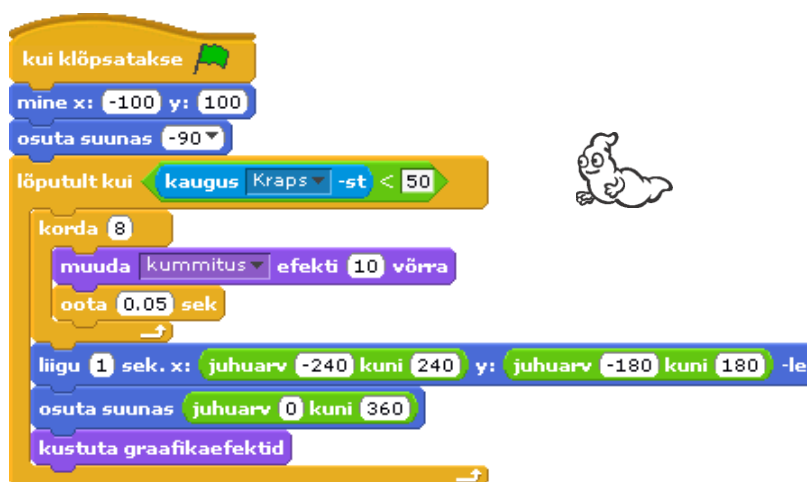 kui klõpsatakse
mine x: -100 y: 100
osuta suunas -90
lõputult kui kaugus Kraps -st < 50
korda 8
muuda kummitus efekti 10 võrra
oota 0.05 sek
liigu 1 sek. x: juhuarv -240 kuni 240 y: juhuarv -180 kuni 180 -le
osuta suunas juhuarv 0 kuni 360
kustuta graafikaefektid